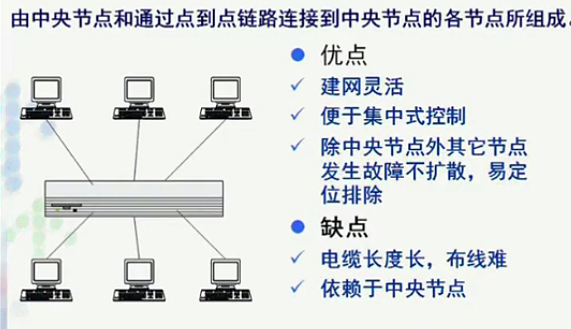 由中央节点和通过点到点链路连接到中央节点的各节点所组成。
优点
建网灵活
便于集中式控制
除中央节点外其它节点
发生故障不扩散，易定
位排除
缺点
电缆长度长，布线难
依赖于中央节点